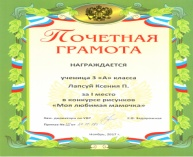 ПОЧЕТНАЯ
ГРАМОТА
НАГРАЖДАЕТСЯ
ученица 3 «А» класса
Лапсуй Ксения П.
за I место
в конкурсе рисунков
«Моя любимая мамочка»